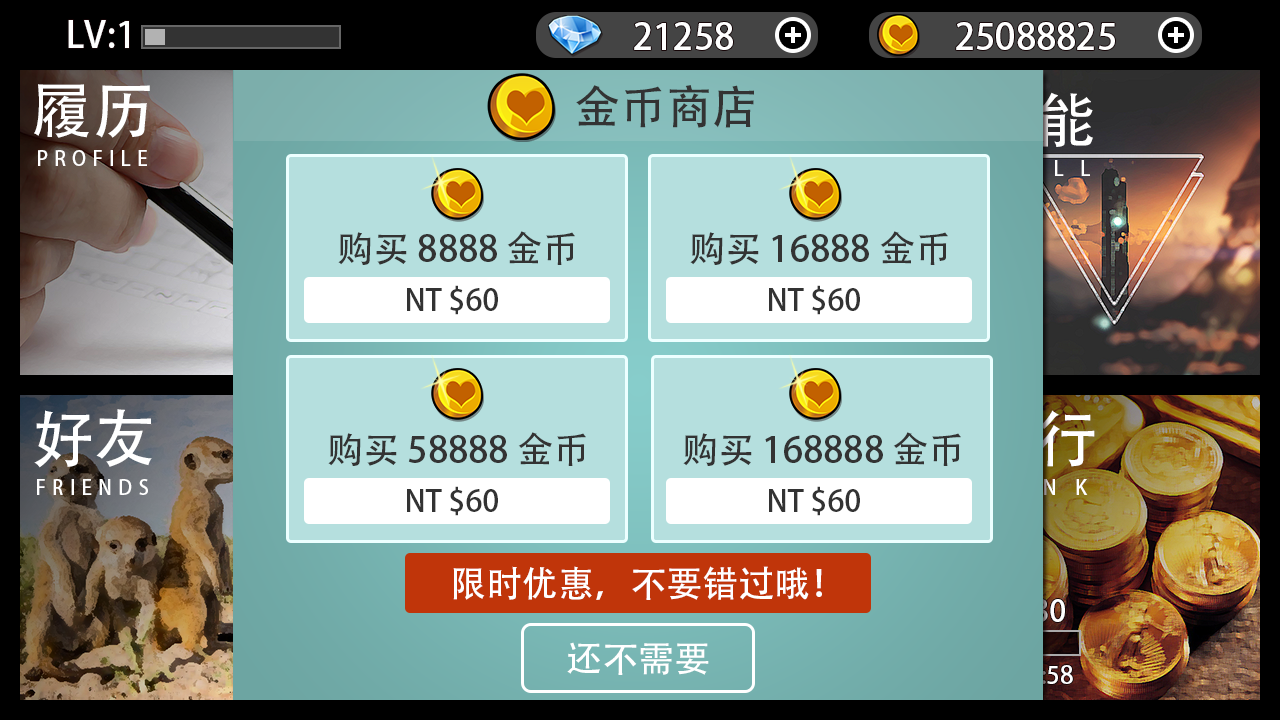 LV:1
21258
25088825
履历
PROFILE
金币商店
能
L L
购买 8888 金币
NT $60
购买 16888 金币
NT $60
购买 58888 金币
NT $60
购买 168888 金币
NT $60
好友
FRIENDS
行
N K
30
:58
限时优惠，不要错过哦！
还不需要